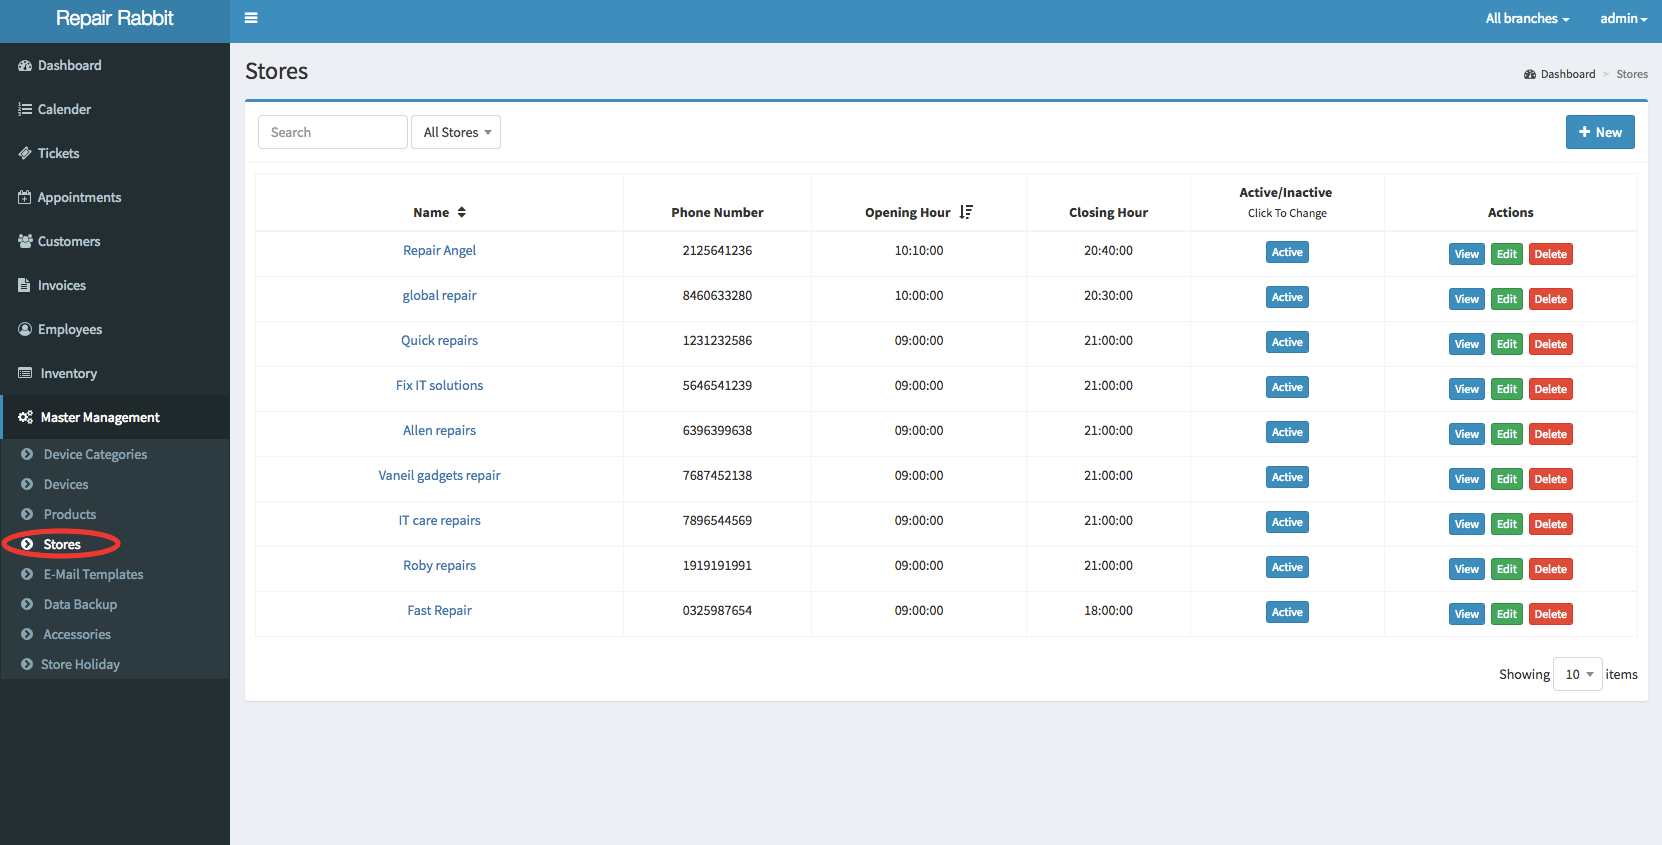 Repair Rabbit
All branches
admin
Dashboard
Calender
Tickets
Appointments
Customers
Invoices
Employees
Inventory
Master Management
Device Categories
Devices
Products
Stores
E-Mail Templates
Data Backup
Accessories
Store Holiday
Stores
Dashboard > Stores
Search
All Stores
New
Name Phone Number Opening Hour Closing Hour Active/Inactive Click To Change Actions
Repair Angel 2125641236 10:10:00 20:40:00 Active View Edit Delete
global repair 8460633280 10:00:00 20:30:00 Active View Edit Delete
Quick repairs 1231232586 09:00:00 21:00:00 Active View Edit Delete
Fix IT solutions 5646541239 09:00:00 21:00:00 Active View Edit Delete
Allen repairs 6396399638 09:00:00 21:00:00 Active View Edit Delete
Vaneil gadgets repair 7687452138 09:00:00 21:00:00 Active View Edit Delete
IT care repairs 7896544569 09:00:00 21:00:00 Active View Edit Delete
Roby repairs 1919191991 09:00:00 21:00:00 Active View Edit Delete
Fast Repair 0325987654 09:00:00 18:00:00 Active View Edit Delete
Showing 10 items